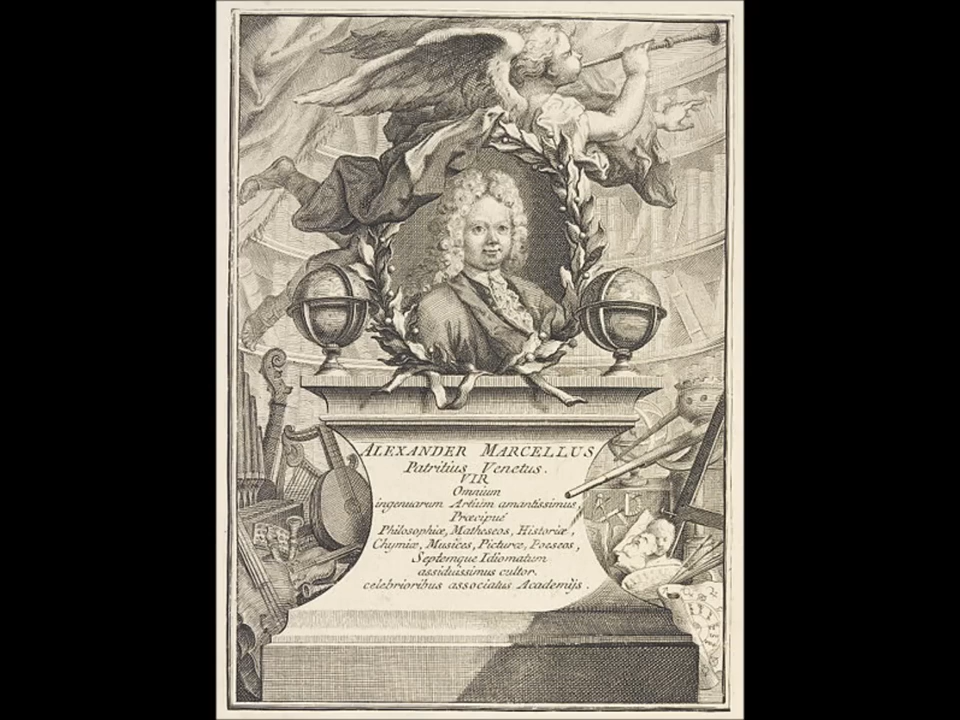 ALEXANDER MARCELLUS
Patritius Venetus.
VIR
Omnium
ingenuarum Artium amantissimus,
Præcipué
Philosophiæ, Matheseos, Historiæ,
Chymiæ, Musices, Picturæ, Poeseos,
Septemque Idiomatum
assiduissimus cultor.
celebrioribus associatus Academijs.